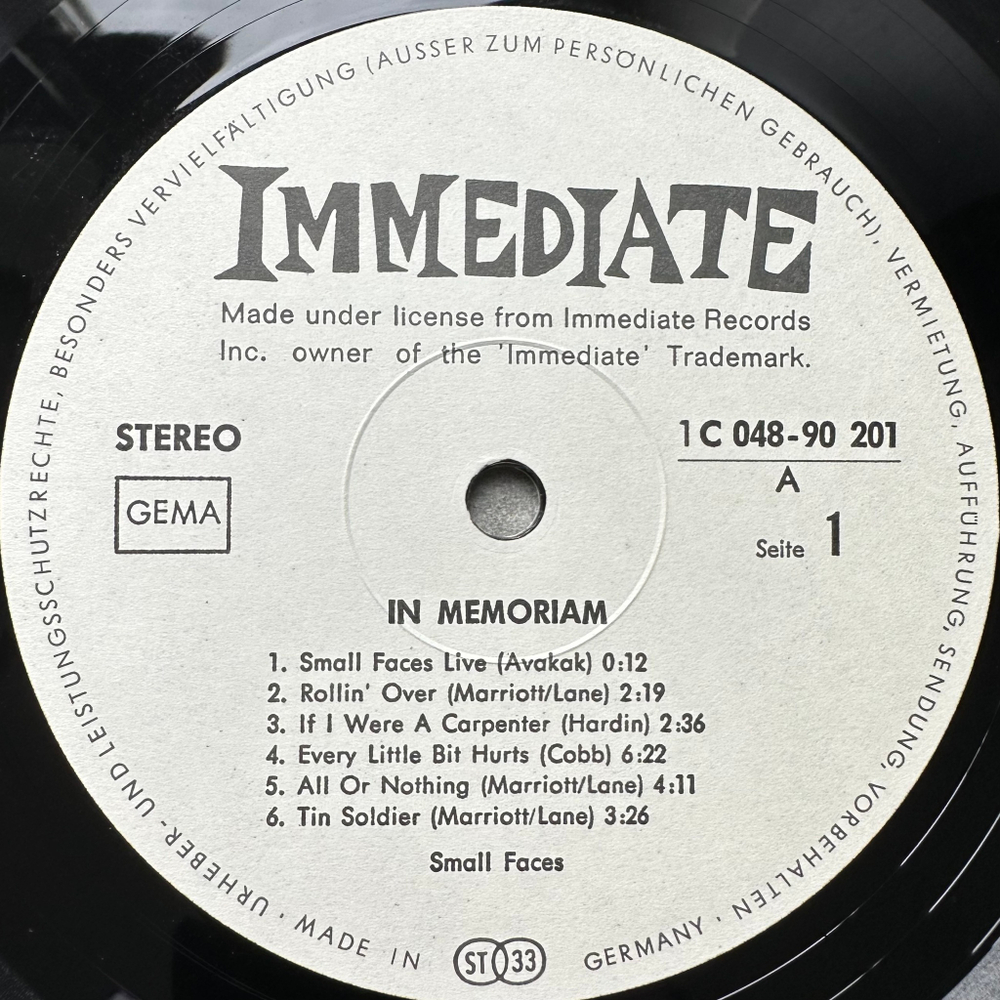 URHEBER- UND LEISTUNGSSCHUTZRECHTE, BESONDERS VERVIELFÄLTIGUNG (AUSSER ZUM PERSÖNLICHEN GEBRAUCH), VERMIETUNG, AUFFÜHRUNG, SENDUNG, VORBEHALTEN · MADE IN GERMANY ·
IMMEDIATE
Made under license from Immediate Records
Inc. owner of the 'Immediate' Trademark.
STEREO
GEMA
1 C 048-90 201
A
Seite 1
IN MEMORIAM
1. Small Faces Live (Avakak) 0:12
2. Rollin' Over (Marriott/Lane) 2:19
3. If I Were A Carpenter (Hardin) 2:36
4. Every Little Bit Hurts (Cobb) 6:22
5. All Or Nothing (Marriott/Lane) 4:11
6. Tin Soldier (Marriott/Lane) 3:26
Small Faces
ST 33